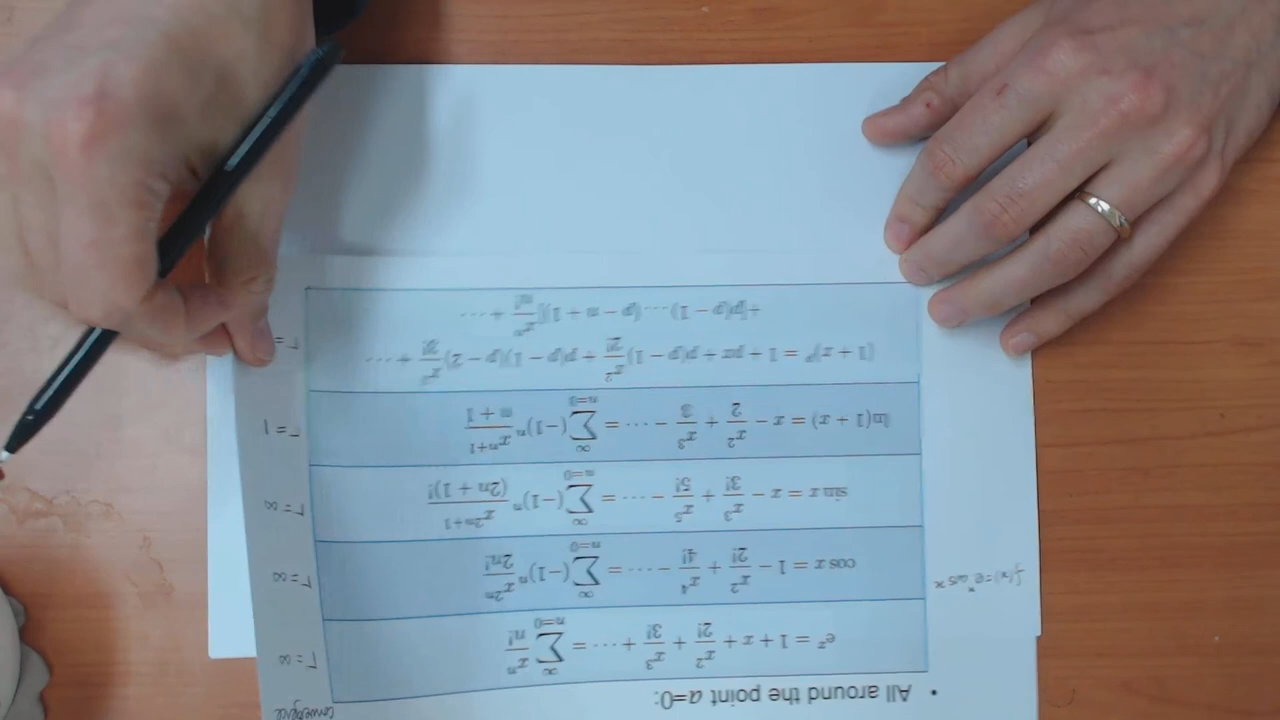 converge
• All around the point a=0:
e^x = 1 + x + x^2/2! + x^3/3! + ⋯ = ∑_{n=0}^{∞} x^n/n! r=∞
cos x = 1 − x^2/2! + x^4/4! − ⋯ = ∑_{n=0}^{∞} (−1)^n x^{2n}/2n! r=∞
f(x)=e^x cos x
sin x = x − x^3/3! + x^5/5! − ⋯ = ∑_{n=0}^{∞} (−1)^n x^{2n+1}/(2n + 1)! r=∞
ln(1 + x) = x − x^2/2 + x^3/3 − ⋯ = ∑_{n=0}^{∞} (−1)^n x^{n+1}/n + 1 r=1
(1 + x)^p = 1 + px + p(p − 1) x^2/2! + p(p − 1)(p − 2) x^3/3! + ⋯ r=
+[p(p − 1) ⋯ (p − n + 1)] x^n/n! + ⋯